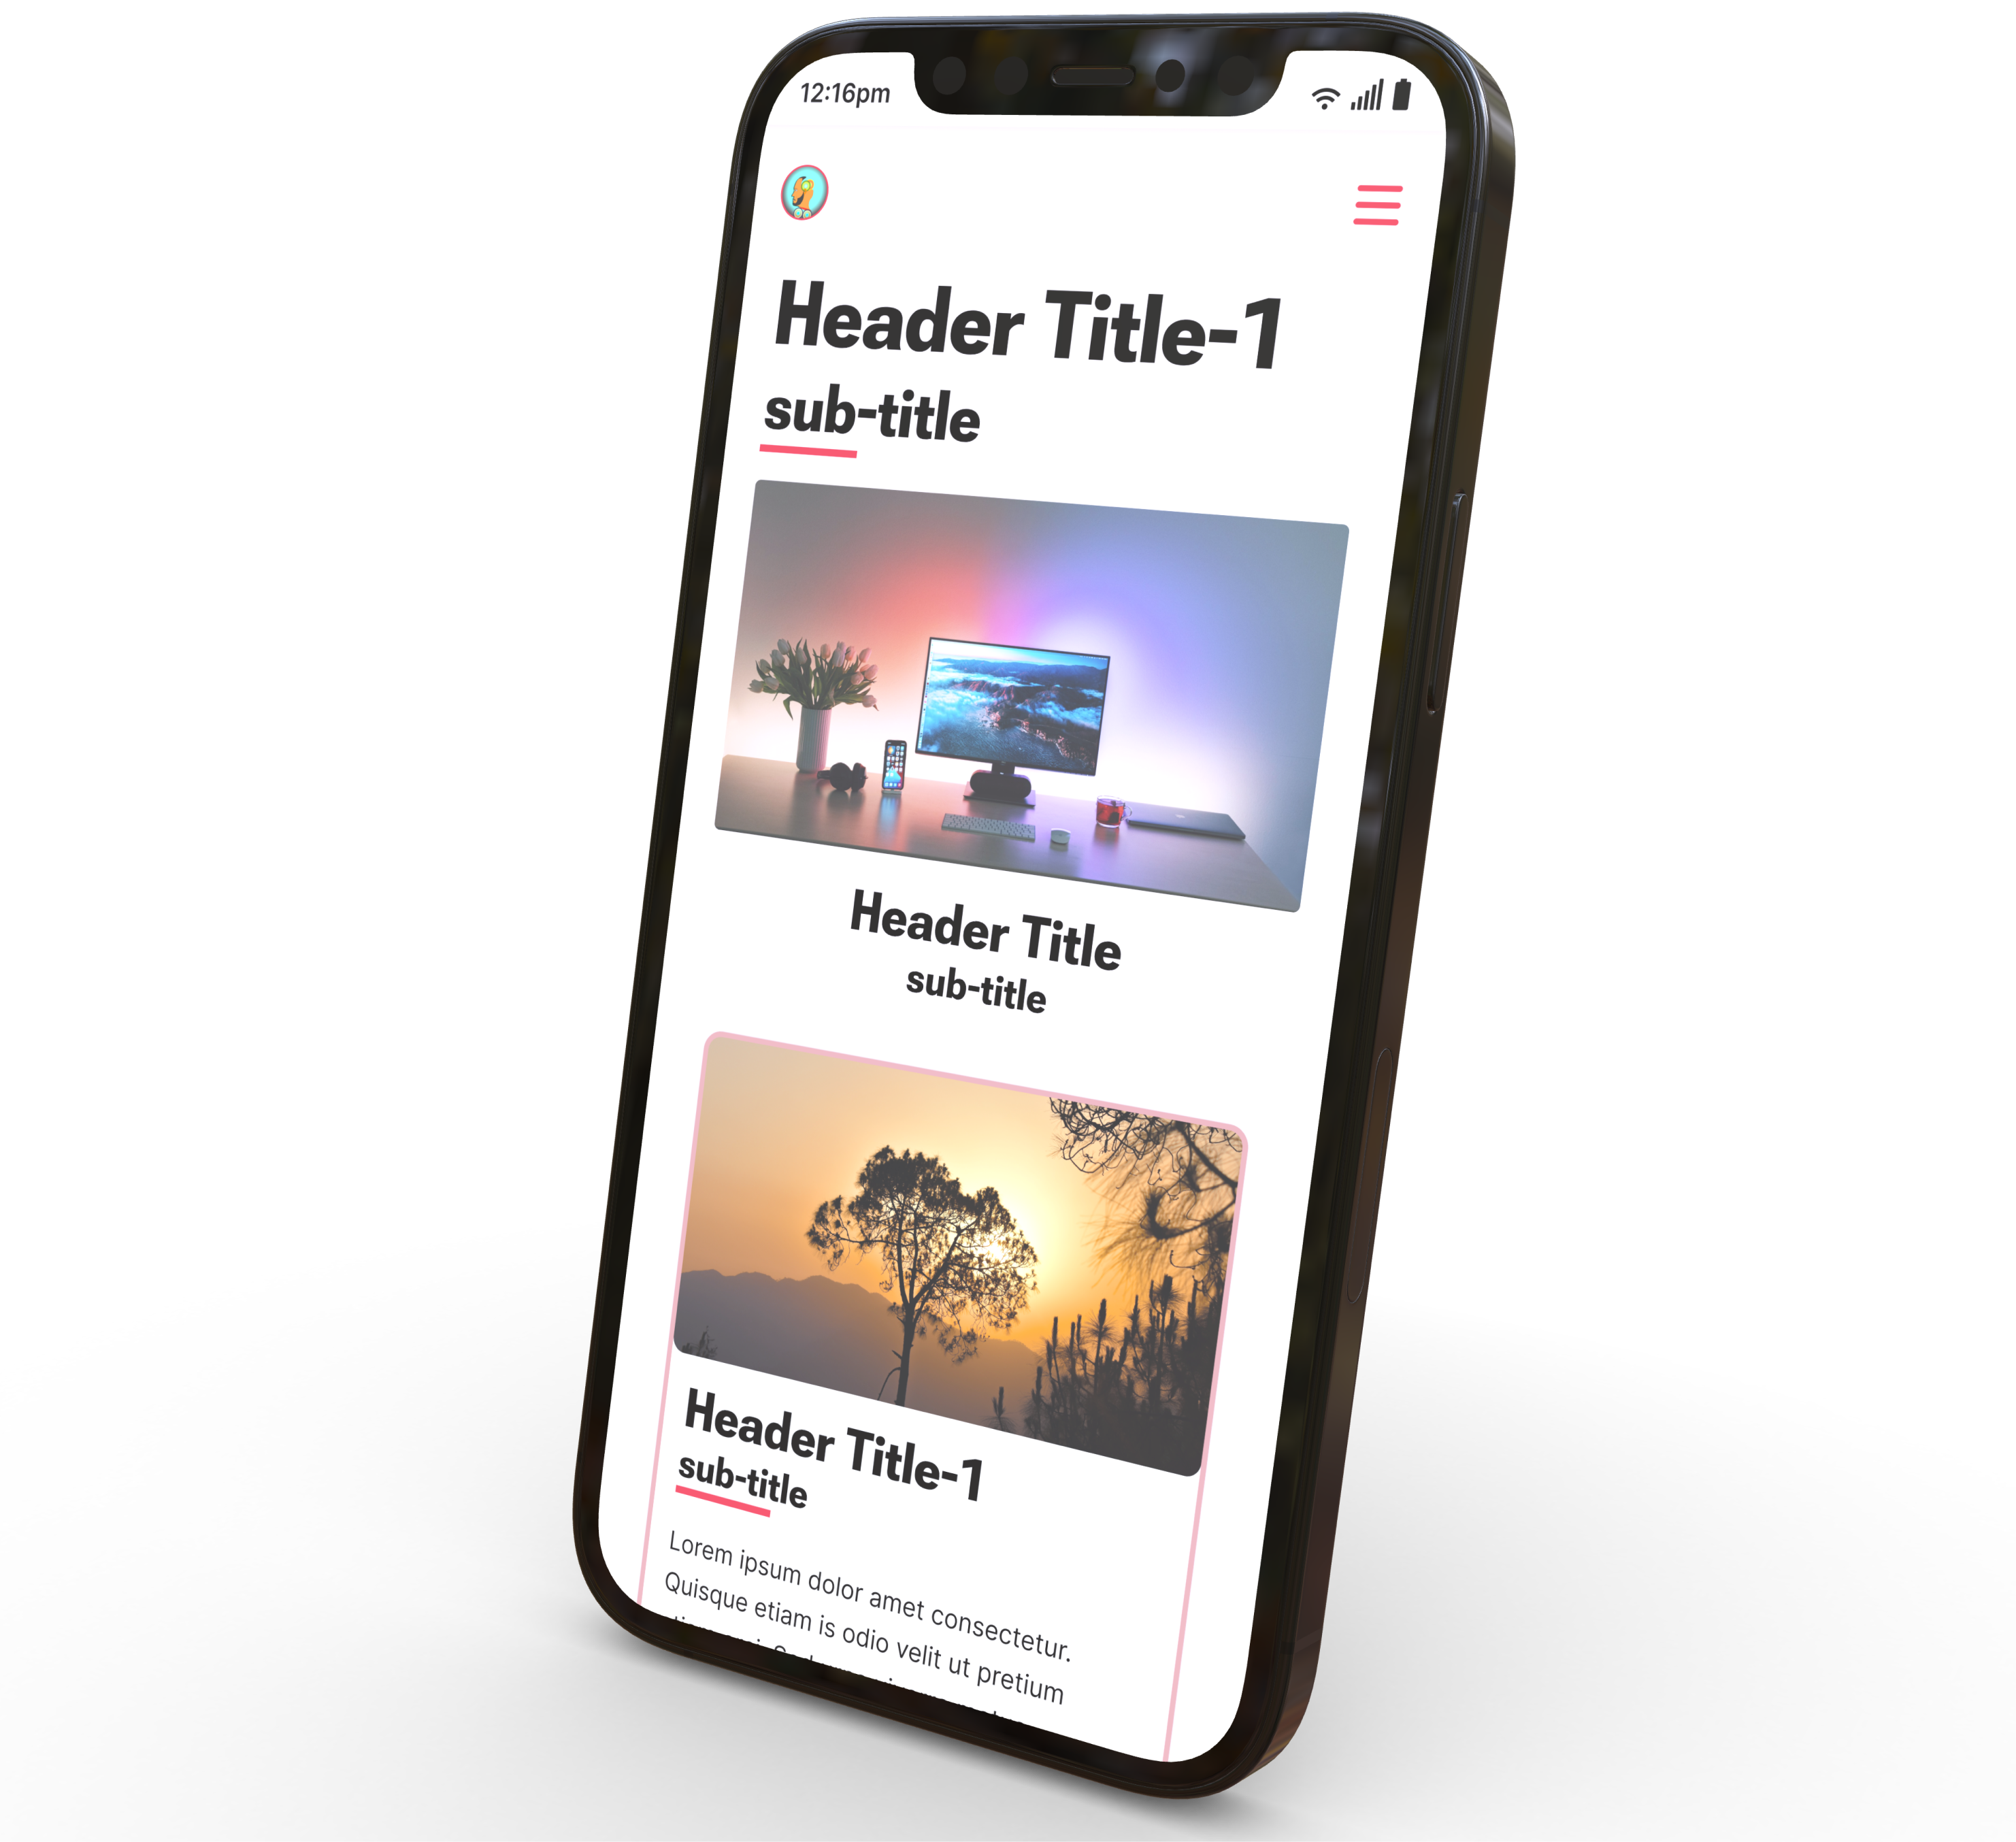 12:16pm
Header Title-1
sub-title
Header Title
sub-title
Header Title-1
sub-title
Lorem ipsum dolor amet consectetur.
Quisque etiam is odio velit ut pretium